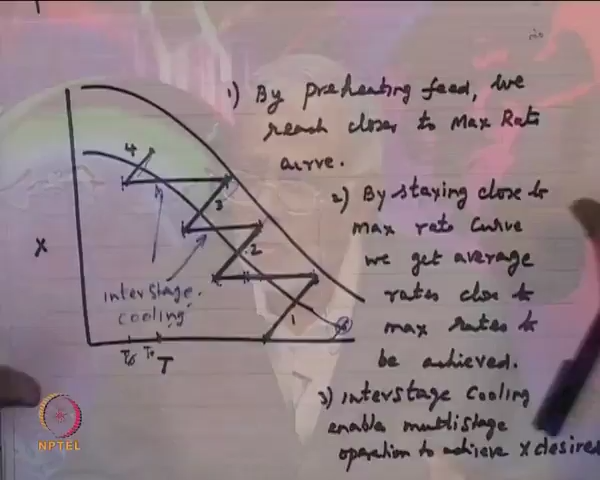 1) By preheating feed, we
reach closer to Max Rate
curve.
2) By staying close to
max rate curve
we get average
rates close to
max rates to
be achieved.
3) interstage cooling
enable multistage
operation to achieve X desires
X
4
3
2
1
interstage
cooling
T
NPTEL